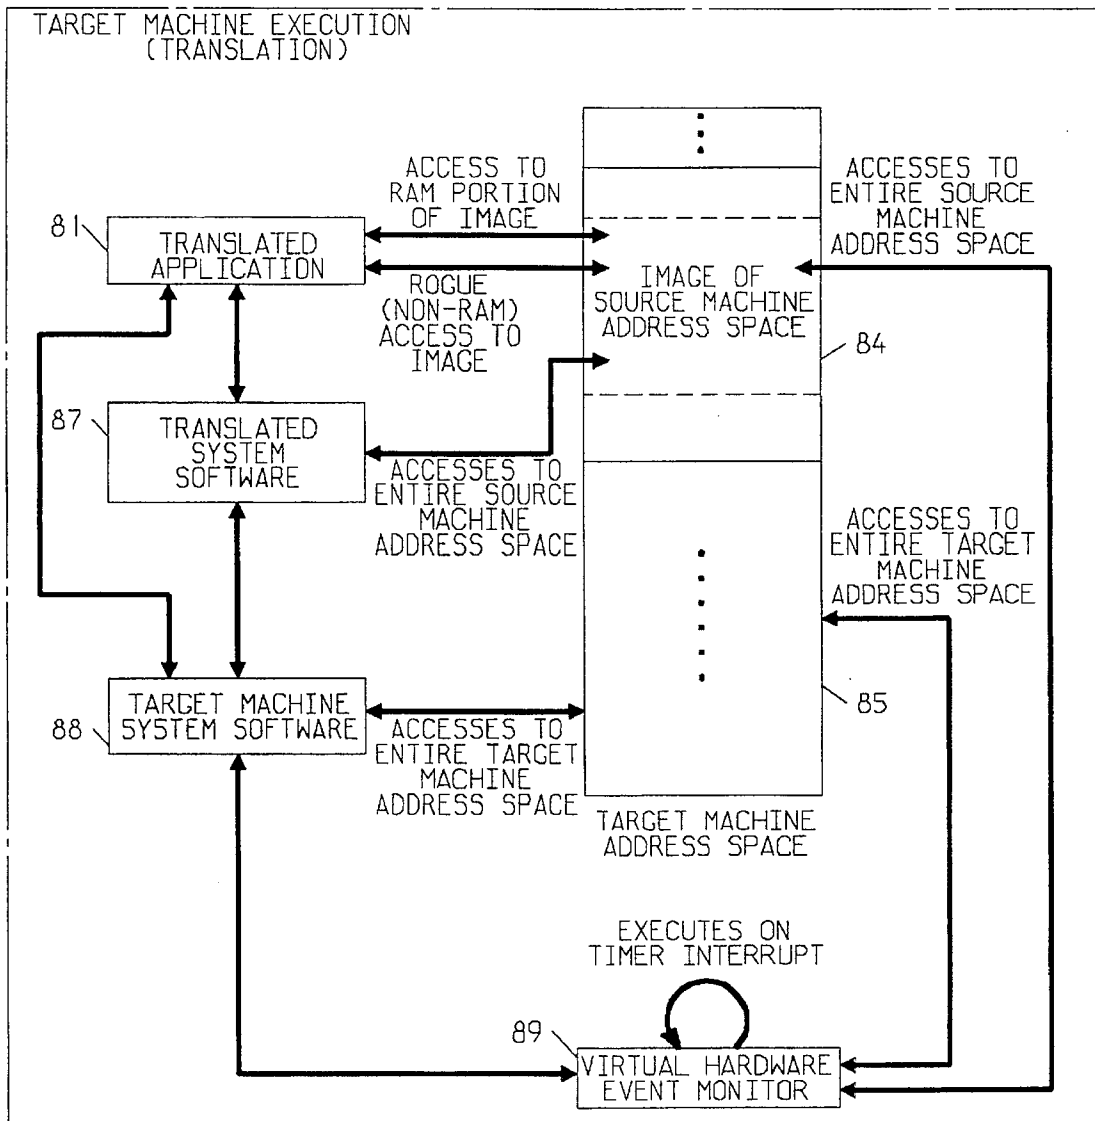 TARGET MACHINE EXECUTION
(TRANSLATION)
ACCESS TO
RAM PORTION
OF IMAGE
ACCESSES TO
ENTIRE SOURCE
MACHINE
ADDRESS SPACE
81
TRANSLATED
APPLICATION
ROGUE
(NON-RAM)
ACCESS TO
IMAGE
IMAGE OF
SOURCE MACHINE
ADDRESS SPACE
84
87
TRANSLATED
SYSTEM
SOFTWARE
ACCESSES TO
ENTIRE SOURCE
MACHINE
ADDRESS SPACE
ACCESSES TO
ENTIRE TARGET
MACHINE
ADDRESS SPACE
88
TARGET MACHINE
SYSTEM SOFTWARE
85
ACCESSES TO
ENTIRE TARGET
MACHINE
ADDRESS SPACE
TARGET MACHINE
ADDRESS SPACE
EXECUTES ON
TIMER INTERRUPT
89
VIRTUAL HARDWARE
EVENT MONITOR